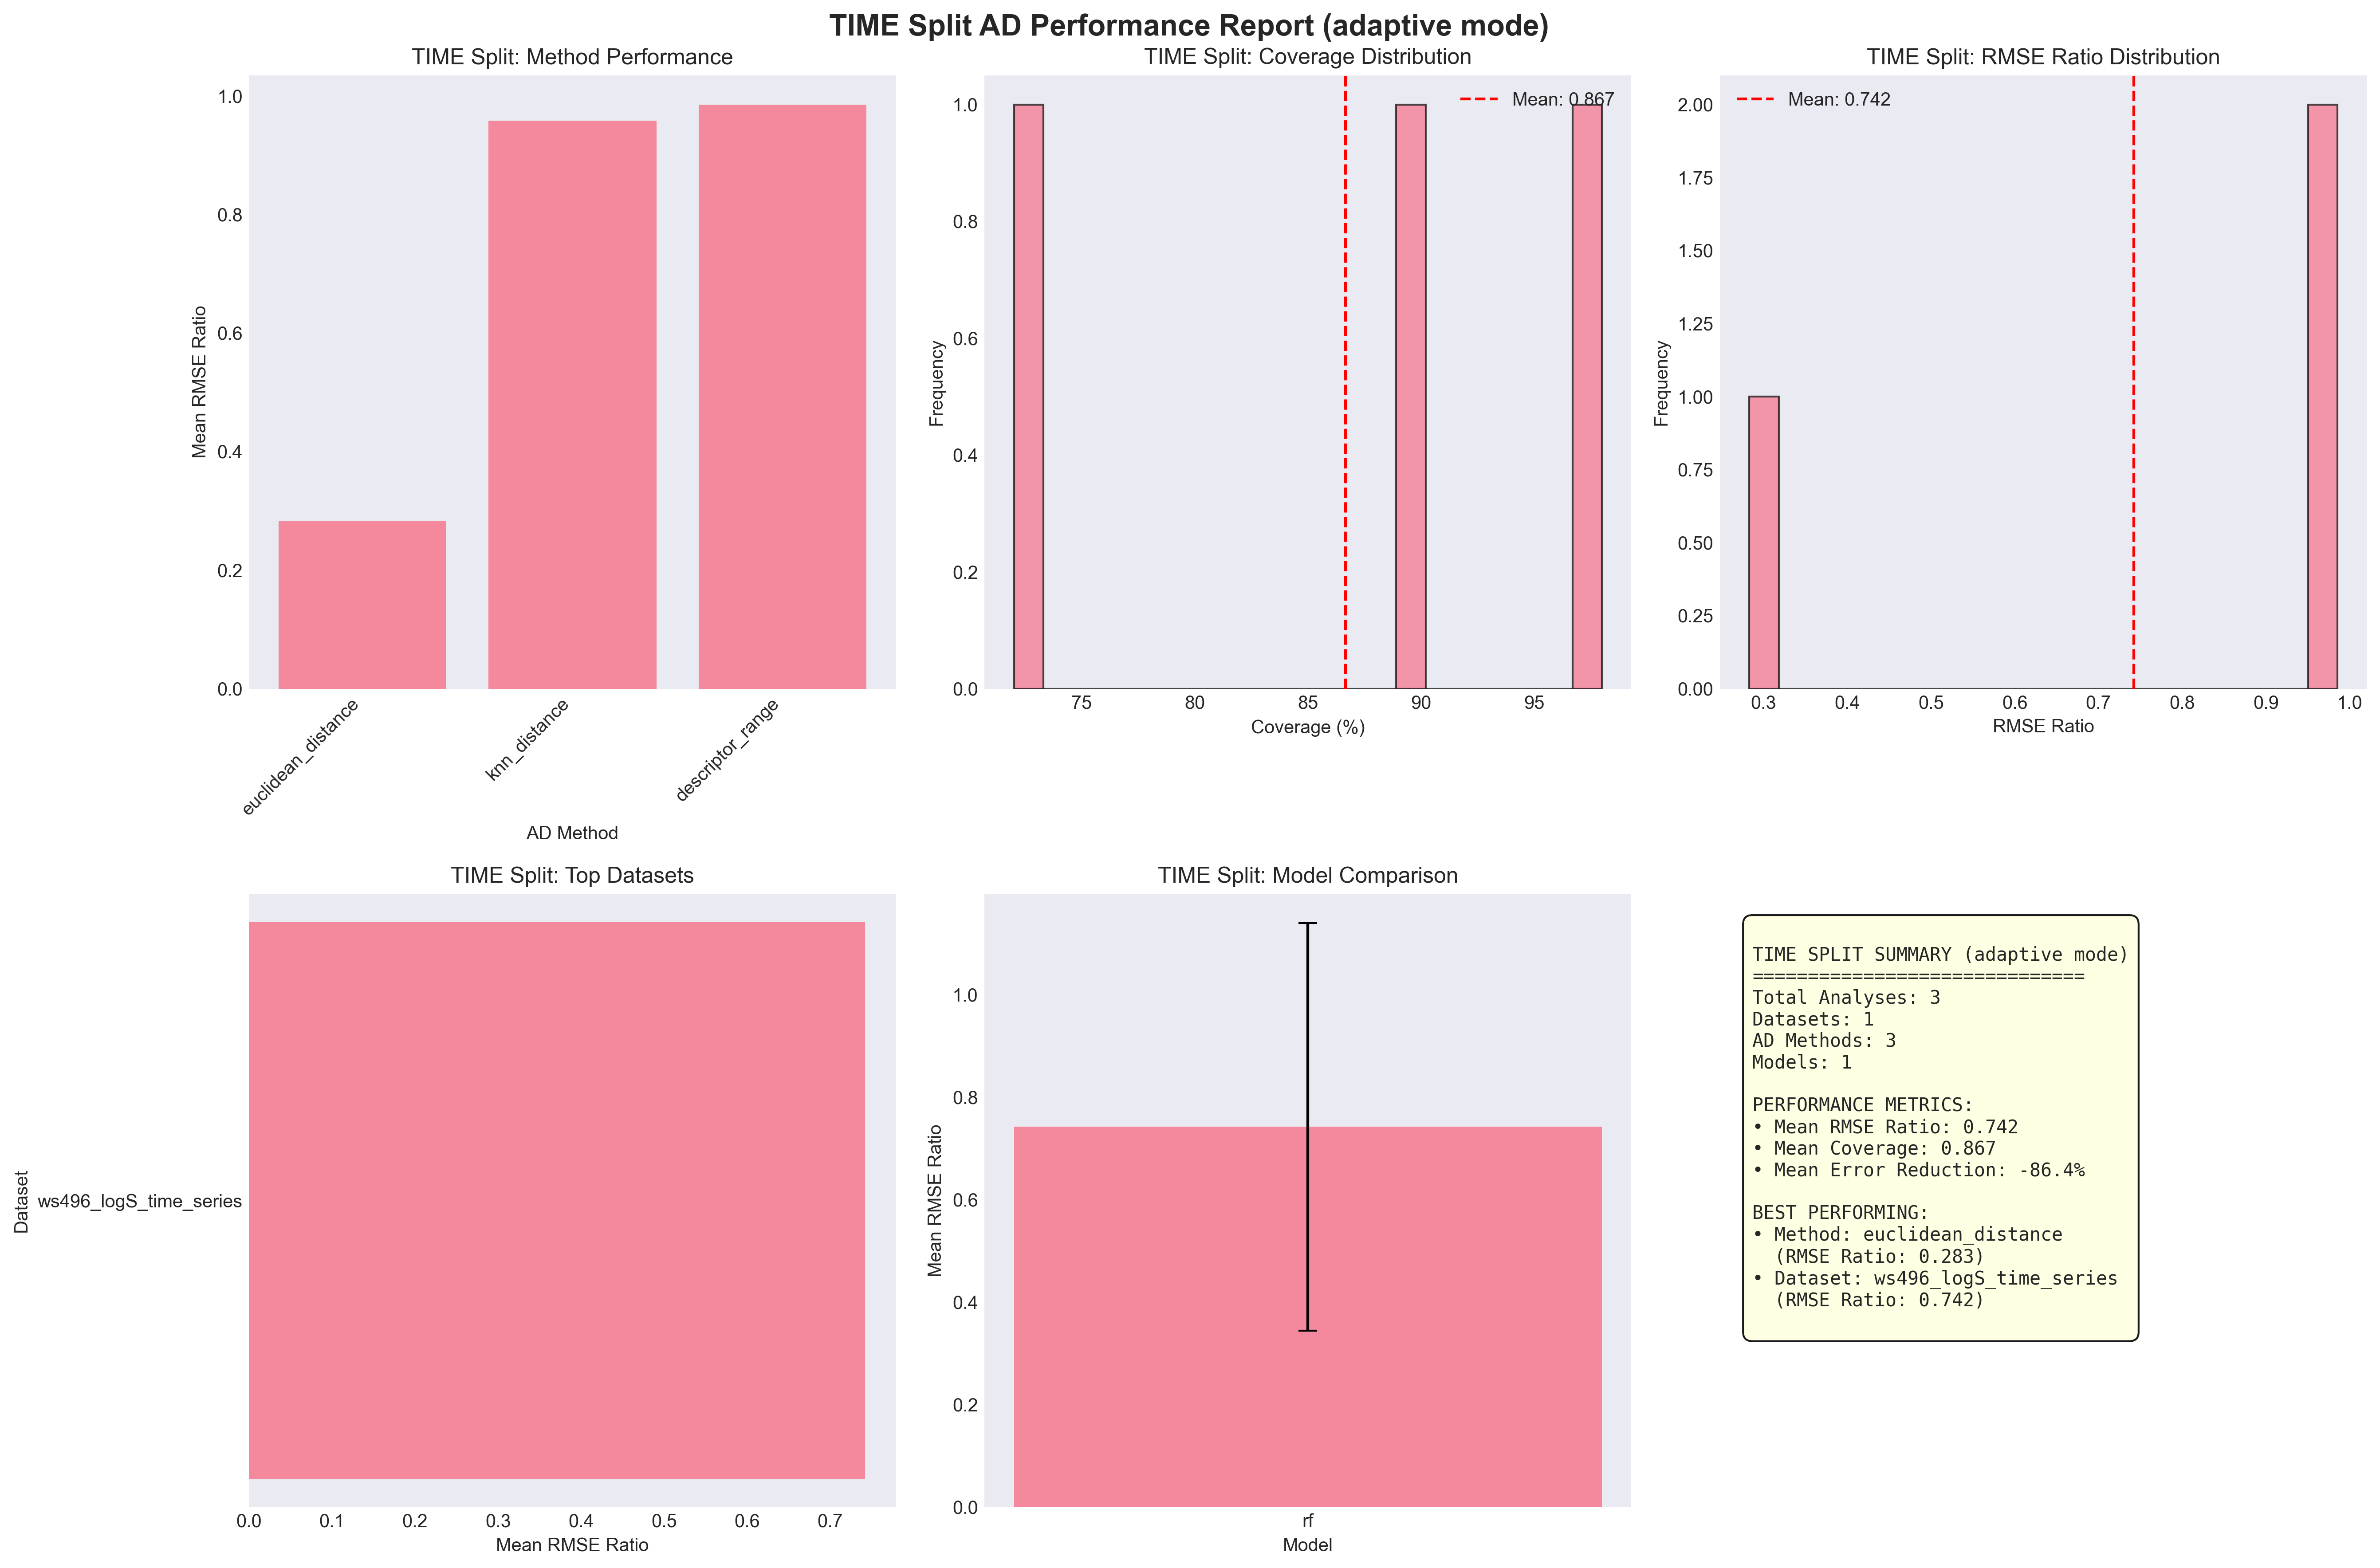 TIME Split AD Performance Report (adaptive mode)
TIME Split: Method Performance
Mean RMSE Ratio
1.0
0.8
0.6
0.4
0.2
0.0
euclidean_distance
knn_distance
descriptor_range
AD Method
TIME Split: Coverage Distribution
Mean: 0.867
Frequency
1.0
0.8
0.6
0.4
0.2
0.0
75 80 85 90 95
Coverage (%)
TIME Split: RMSE Ratio Distribution
Mean: 0.742
Frequency
2.00
1.75
1.50
1.25
1.00
0.75
0.50
0.25
0.00
0.3 0.4 0.5 0.6 0.7 0.8 0.9 1.0
RMSE Ratio
TIME Split: Top Datasets
Dataset
ws496_logS_time_series
0.0 0.1 0.2 0.3 0.4 0.5 0.6 0.7
Mean RMSE Ratio
TIME Split: Model Comparison
Mean RMSE Ratio
1.0
0.8
0.6
0.4
0.2
0.0
rf
Model
TIME SPLIT SUMMARY (adaptive mode)
==============================
Total Analyses: 3
Datasets: 1
AD Methods: 3
Models: 1
PERFORMANCE METRICS:
• Mean RMSE Ratio: 0.742
• Mean Coverage: 0.867
• Mean Error Reduction: -86.4%
BEST PERFORMING:
• Method: euclidean_distance
(RMSE Ratio: 0.283)
• Dataset: ws496_logS_time_series
(RMSE Ratio: 0.742)